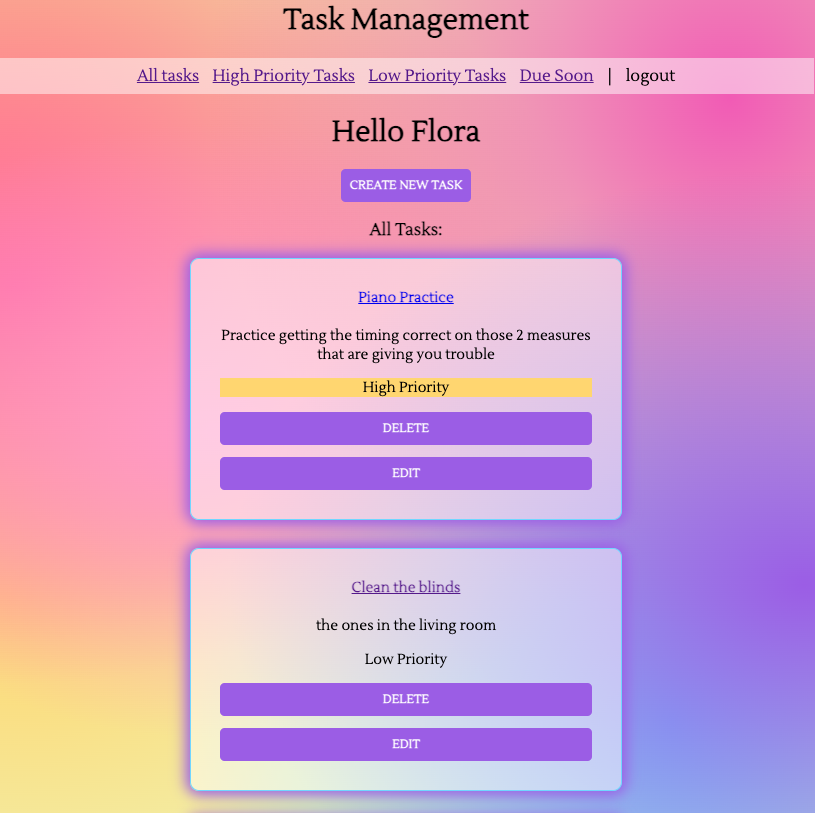 Task Management
All tasks High Priority Tasks Low Priority Tasks Due Soon | logout
Hello Flora
CREATE NEW TASK
All Tasks:
Piano Practice
Practice getting the timing correct on those 2 measures
that are giving you trouble
High Priority
DELETE
EDIT
Clean the blinds
the ones in the living room
Low Priority
DELETE
EDIT